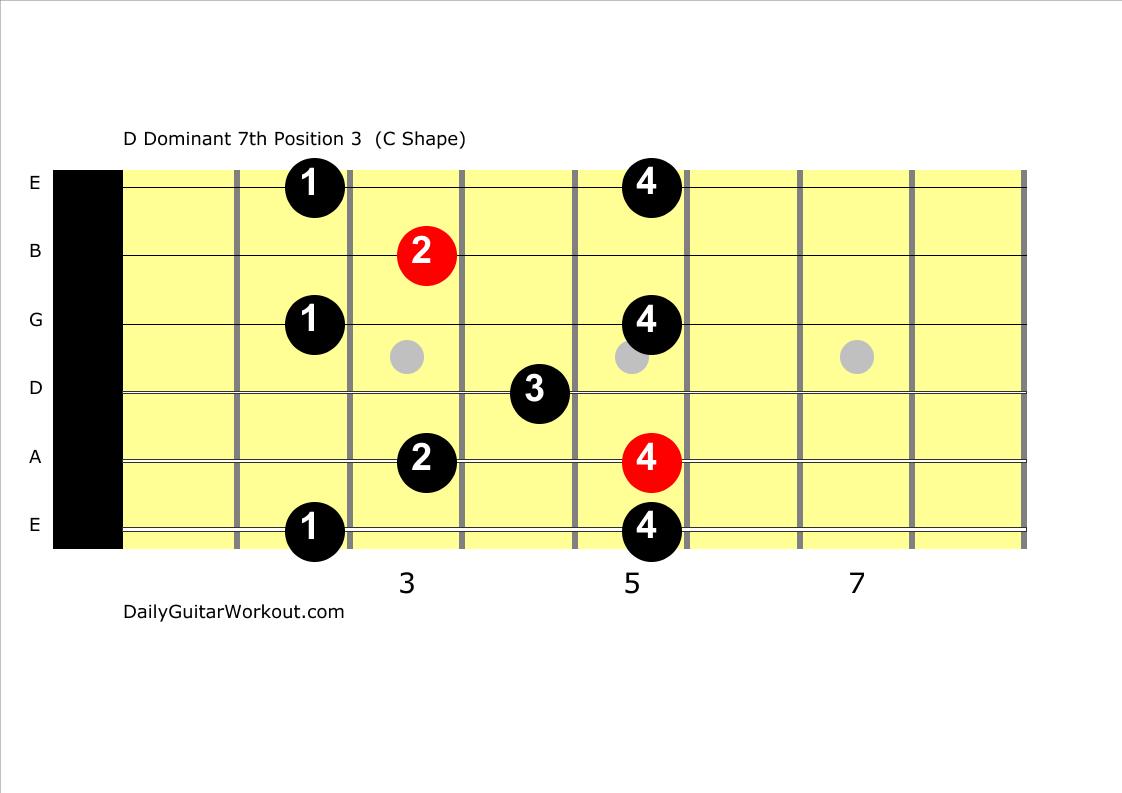 D Dominant 7th Position 3 (C Shape)
E 1 4
B 2
G 1 4
D 3
A 2 4
E 1 4
3 5 7
DailyGuitarWorkout.com